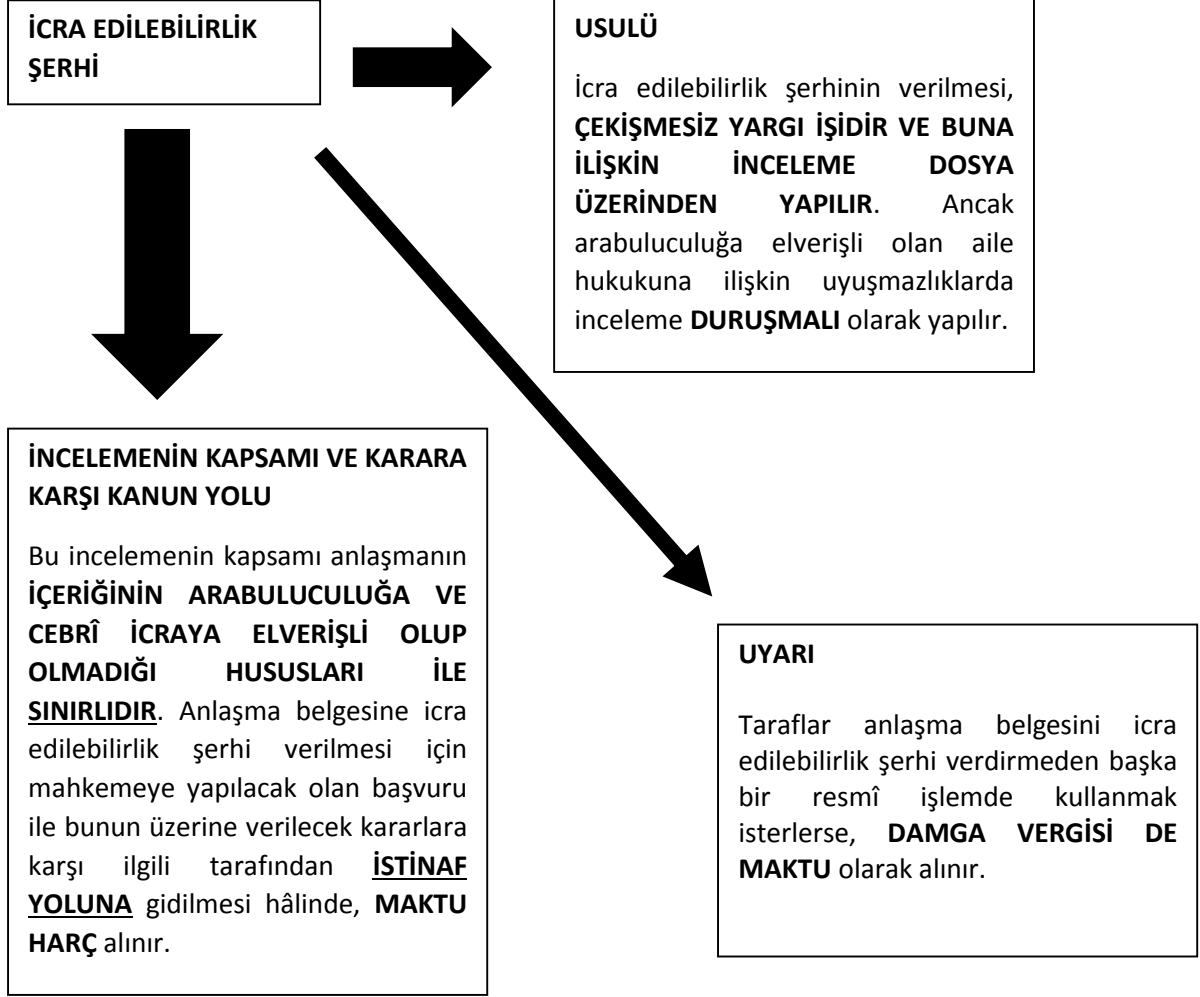 İCRA EDİLEBİLİRLİK
ŞERHİ
USULÜ
İcra edilebilirlik şerhinin verilmesi,
ÇEKİŞMESİZ YARGI İŞİDİR VE BUNA
İLİŞKİN İNCELEME DOSYA
ÜZERİNDEN YAPILIR. Ancak
arabuluculuğa elverişli olan aile
hukukuna ilişkin uyuşmazlıklarda
inceleme DURUŞMALI olarak yapılır.
İNCELEMENİN KAPSAMI VE KARARA
KARŞI KANUN YOLU
Bu incelemenin kapsamı anlaşmanın
İÇERİĞİNİN ARABULUCULUĞA VE
CEBRÎ İCRAYA ELVERİŞLİ OLUP
OLMADIĞI HUSUSLARI İLE
SINIRLIDIR. Anlaşma belgesine icra
edilebilirlik şerhi verilmesi için
mahkemeye yapılacak olan başvuru
ile bunun üzerine verilecek kararlara
karşı ilgili tarafından İSTİNAF
YOLUNA gidilmesi hâlinde, MAKTU
HARÇ alınır.
UYARI
Taraflar anlaşma belgesini icra
edilebilirlik şerhi verdirmeden başka
bir resmî işlemde kullanmak
isterlerse, DAMGA VERGİSİ DE
MAKTU olarak alınır.